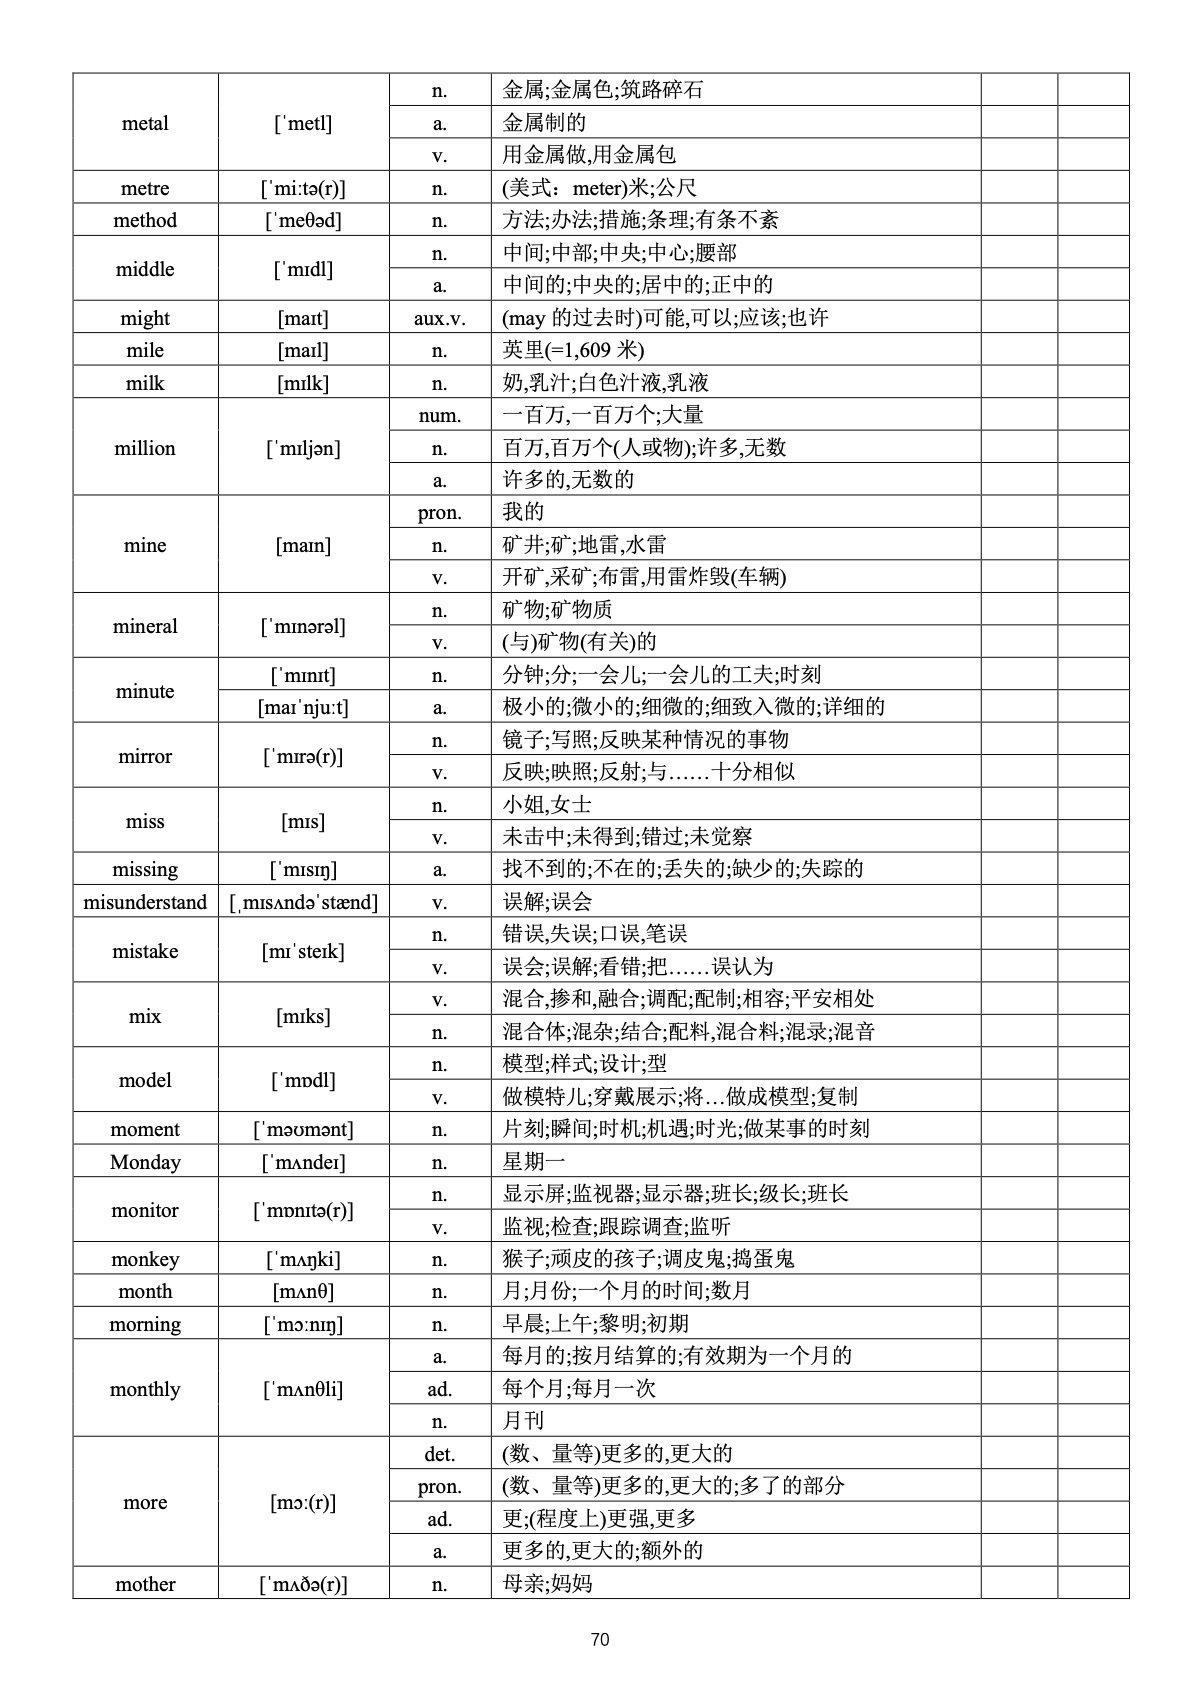 metal [ˈmetl] n. 金属;金属色;筑路碎石
a. 金属制的
v. 用金属做,用金属包
metre [ˈmiːtə(r)] n. (美式：meter)米;公尺
method [ˈmeθəd] n. 方法;办法;措施;条理;有条不紊
middle [ˈmɪdl] n. 中间;中部;中央;中心;腰部
a. 中间的;中央的;居中的;正中的
might [maɪt] aux.v. (may 的过去时)可能,可以;应该;也许
mile [maɪl] n. 英里(=1,609 米)
milk [mɪlk] n. 奶,乳汁;白色汁液,乳液
million [ˈmɪljən] num. 一百万,一百万个;大量
n. 百万,百万个(人或物);许多,无数
a. 许多的,无数的
mine [maɪn] pron. 我的
n. 矿井;矿;地雷,水雷
v. 开矿,采矿;布雷,用雷炸毁(车辆)
mineral [ˈmɪnərəl] n. 矿物;矿物质
v. (与)矿物(有关)的
minute [ˈmɪnɪt] n. 分钟;分;一会儿;一会儿的工夫;时刻
[maɪˈnjuːt] a. 极小的;微小的;细微的;细致入微的;详细的
mirror [ˈmɪrə(r)] n. 镜子;写照;反映某种情况的事物
v. 反映;映照;反射;与……十分相似
miss [mɪs] n. 小姐,女士
v. 未击中;未得到;错过;未觉察
missing [ˈmɪsɪŋ] a. 找不到的;不在的;丢失的;缺少的;失踪的
misunderstand [ˌmɪsʌndəˈstænd] v. 误解;误会
mistake [mɪˈsteɪk] n. 错误,失误;口误,笔误
v. 误会;误解;看错;把……误认为
mix [mɪks] v. 混合,掺和,融合;调配;配制;相容;平安相处
n. 混合体;混杂;结合;配料,混合料;混录;混音
model [ˈmɒdl] n. 模型;样式;设计;型
v. 做模特儿;穿戴展示;将…做成模型;复制
moment [ˈməʊmənt] n. 片刻;瞬间;时机;机遇;时光;做某事的时刻
Monday [ˈmʌndeɪ] n. 星期一
monitor [ˈmɒnɪtə(r)] n. 显示屏;监视器;显示器;班长;级长;班长
v. 监视;检查;跟踪调查;监听
monkey [ˈmʌŋki] n. 猴子;顽皮的孩子;调皮鬼;捣蛋鬼
month [mʌnθ] n. 月;月份;一个月的时间;数月
morning [ˈmɔːnɪŋ] n. 早晨;上午;黎明;初期
monthly [ˈmʌnθli] a. 每月的;按月结算的;有效期为一个月的
ad. 每个月;每月一次
n. 月刊
more [mɔː(r)] det. (数、量等)更多的,更大的
pron. (数、量等)更多的,更大的;多了的部分
ad. 更;(程度上)更强,更多
a. 更多的,更大的;额外的
mother [ˈmʌðə(r)] n. 母亲;妈妈
70